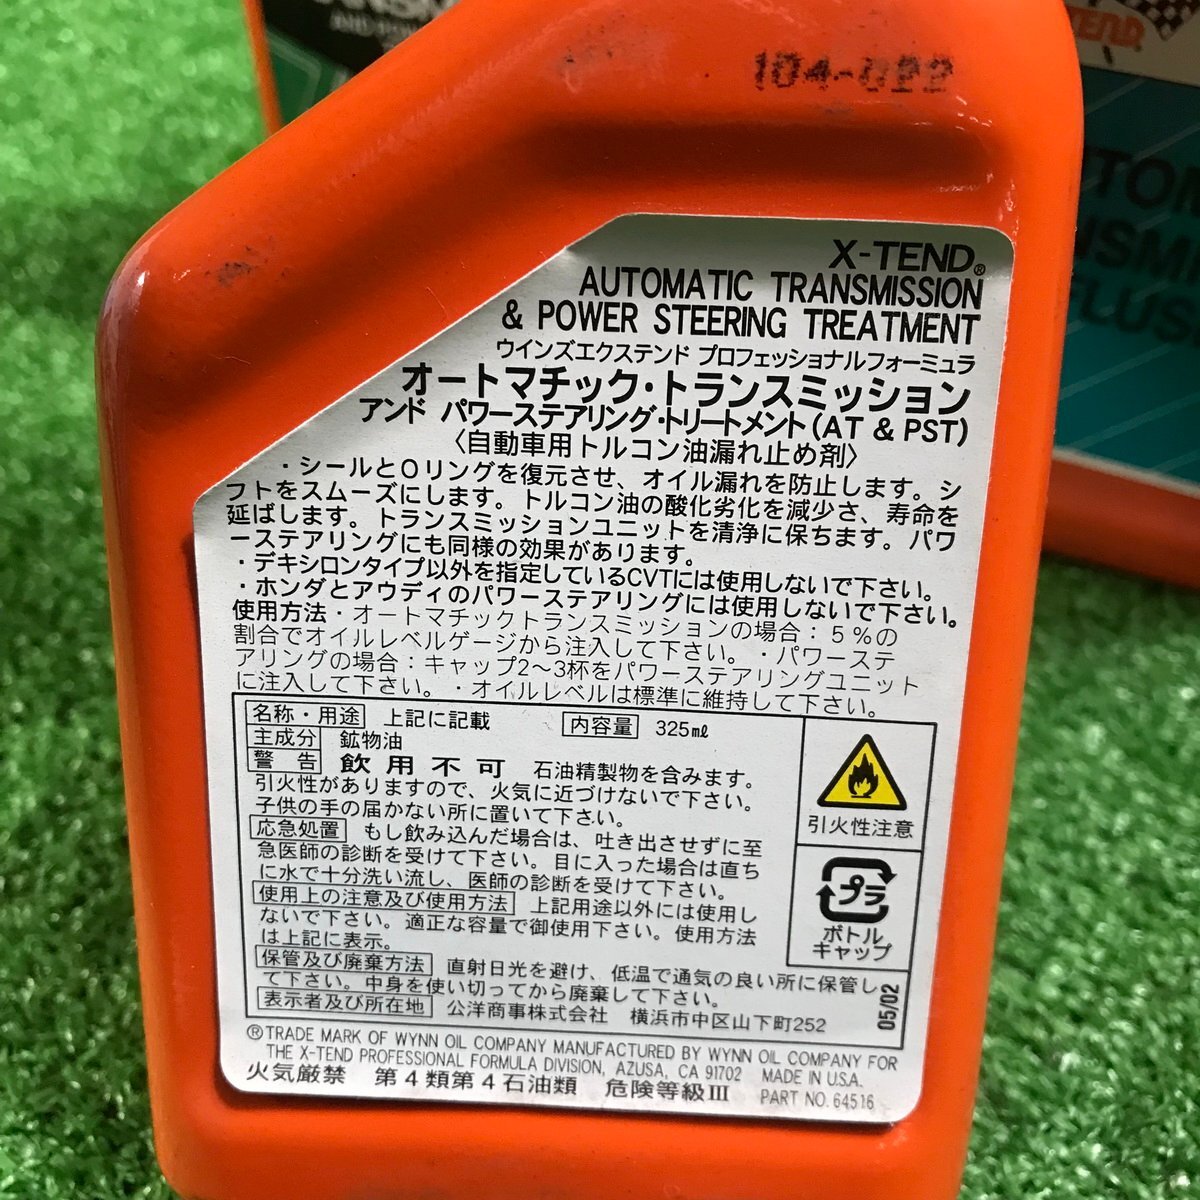 104-022
X-TEND®
AUTOMATIC TRANSMISSION
& POWER STEERING TREATMENT
ウインズエクステンド プロフェッショナルフォーミュラ
オートマチック・トランスミッション
アンド パワーステアリング・トリートメント(AT & PST)
〈自動車用トルコン油漏れ止め剤〉
・シールとOリングを復元させ、オイル漏れを防止します。シ
フトをスムーズにします。トルコン油の酸化劣化を減少さ、寿命を
延ばします。トランスミッションユニットを清浄に保ちます。パワ
ーステアリングにも同様の効果があります。
・デキシロンタイプ以外を指定しているCVTには使用しないで下さい。
・ホンダとアウディのパワーステアリングには使用しないで下さい。
使用方法・オートマチックトランスミッションの場合：5%の
割合でオイルレベルゲージから注入して下さい。・パワーステ
アリングの場合：キャップ2〜3杯をパワーステアリングユニット
に注入して下さい。・オイルレベルは標準に維持して下さい。
名称・用途 上記に記載 内容量 325㎖
主成分 鉱物油
警告 飲用不可 石油精製物を含みます。
引火性がありますので、火気に近づけないで下さい。
子供の手の届かない所に置いて下さい。
応急処置 もし飲み込んだ場合は、吐き出させずに至
急医師の診断を受けて下さい。目に入った場合は直ち
に水で十分洗い流し、医師の診断を受けて下さい。
使用上の注意及び使用方法 上記用途以外には使用し
ないで下さい。適正な容量で御使用下さい。使用方法
は上記に表示。
保管及び廃棄方法 直射日光を避け、低温で通気の良い所に保管し
て下さい。中身を使い切ってから廃棄して下さい。
表示者及び所在地 公洋商事株式会社 横浜市中区山下町252
引火性注意
プラ
ボトル
キャップ
05/02
®TRADE MARK OF WYNN OIL COMPANY MANUFACTURED BY WYNN OIL COMPANY FOR
THE X-TEND PROFESSIONAL FORMULA DIVISION, AZUSA, CA 91702 MADE IN U.S.A.
火気厳禁 第4類第4石油類 危険等級III PART NO. 64516